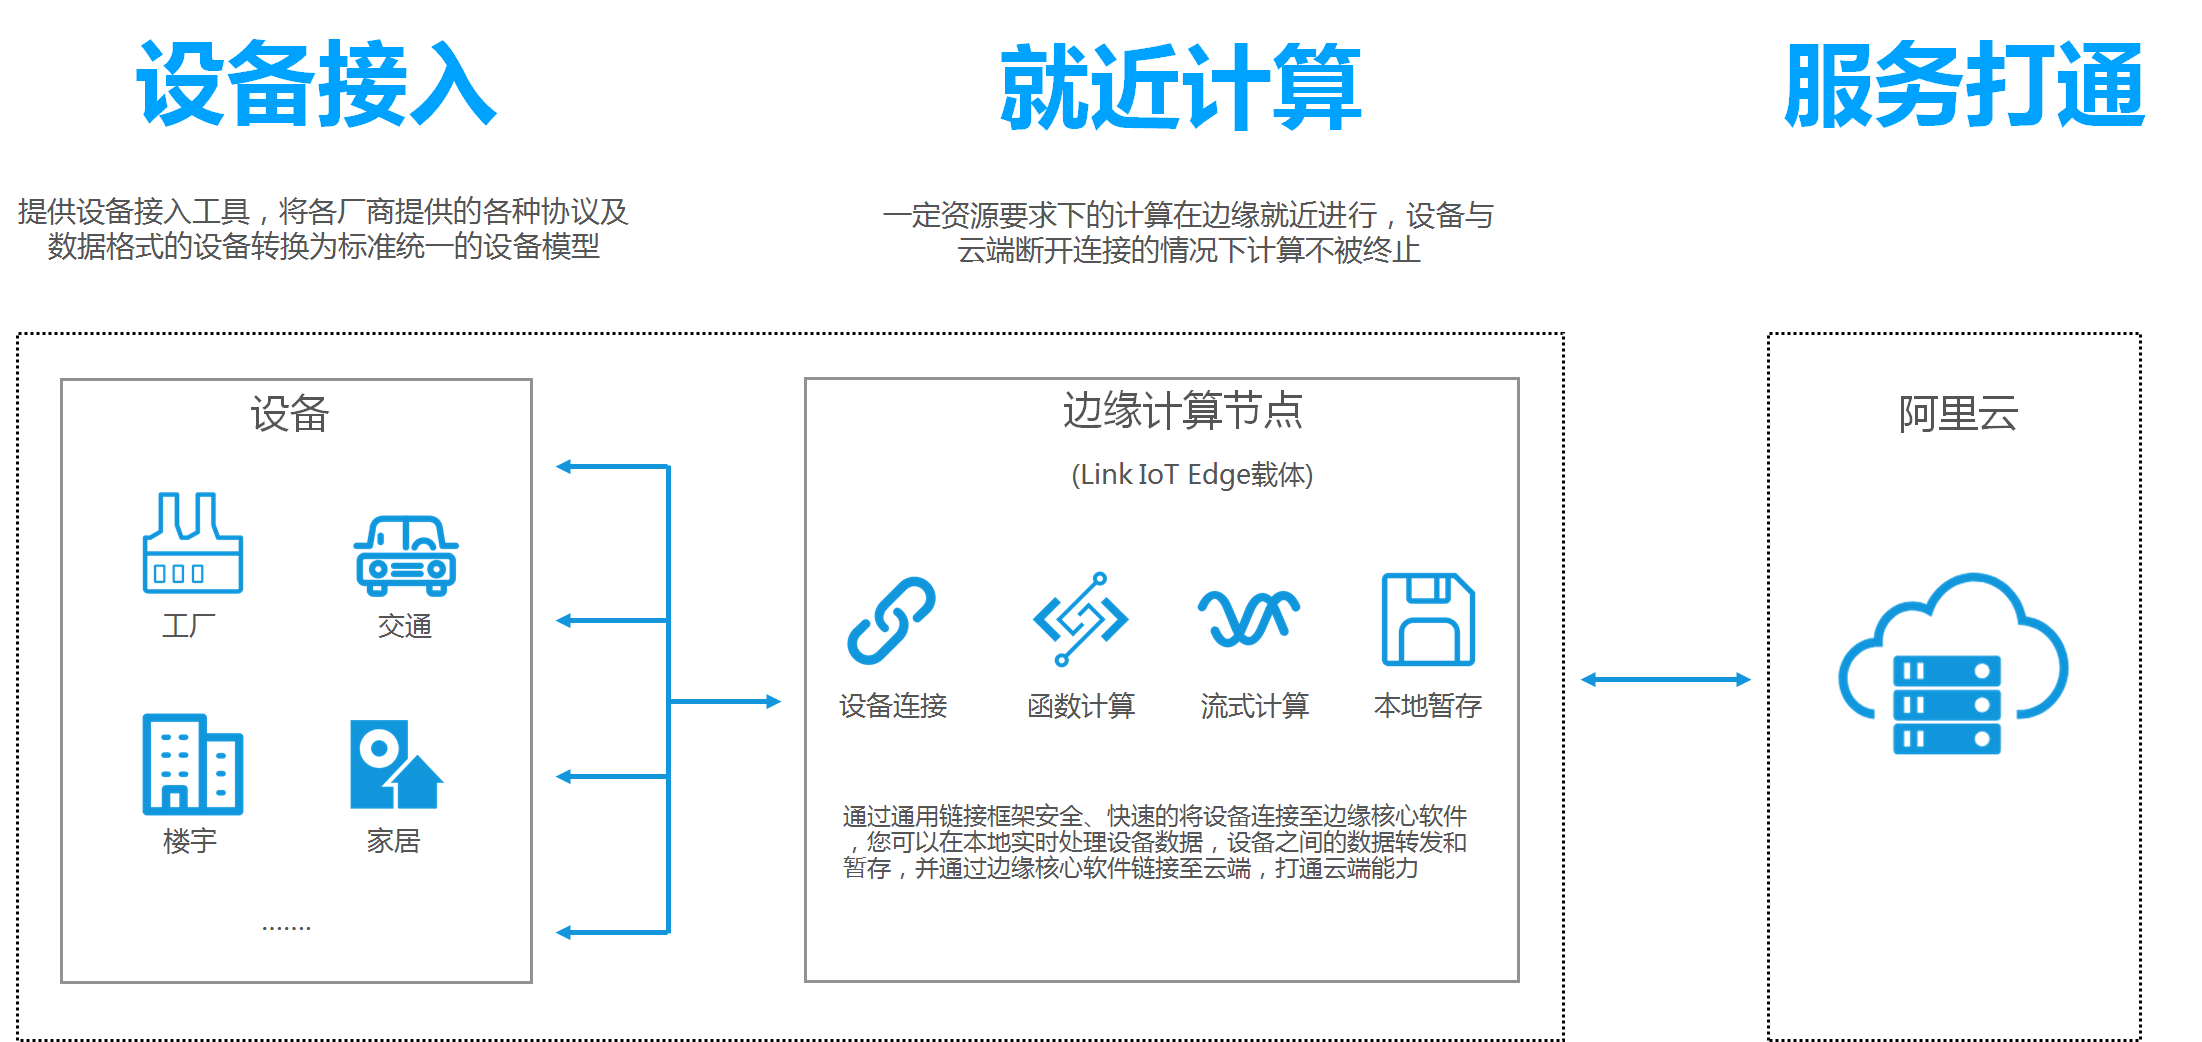 设备接入
就近计算
服务打通
提供设备接入工具，将各厂商提供的各种协议及
数据格式的设备转换为标准统一的设备模型
一定资源要求下的计算在边缘就近进行，设备与
云端断开连接的情况下计算不被终止
设备
工厂
交通
楼宇
家居
.......
边缘计算节点
(Link IoT Edge载体)
设备连接
函数计算
流式计算
本地暂存
通过通用链接框架安全、快速的将设备连接至边缘核心软件
，您可以在本地实时处理设备数据，设备之间的数据转发和
暂存，并通过边缘核心软件链接至云端，打通云端能力
阿里云